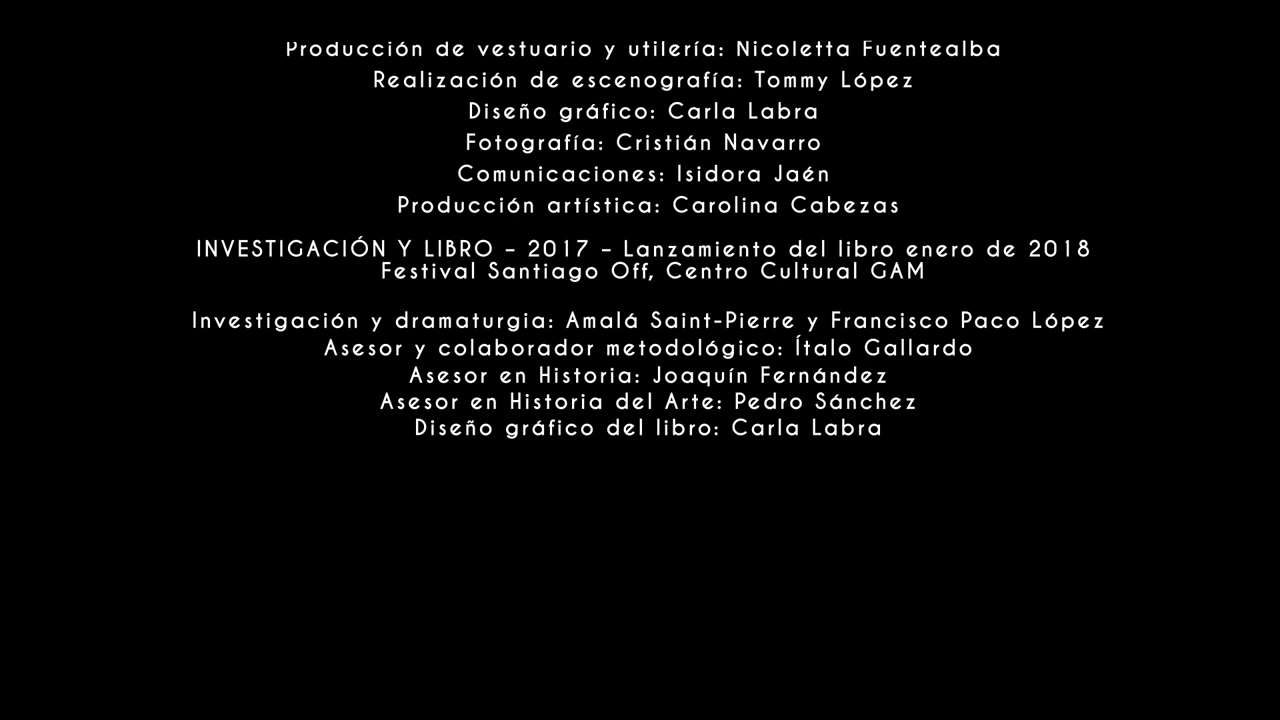 Producción de vestuario y utilería: Nicoletta Fuentealba
Realización de escenografía: Tommy López
Diseño gráfico: Carla Labra
Fotografía: Cristián Navarro
Comunicaciones: Isidora Jaén
Producción artística: Carolina Cabezas
INVESTIGACIÓN Y LIBRO – 2017 – Lanzamiento del libro enero de 2018
Festival Santiago Off, Centro Cultural GAM
Investigación y dramaturgia: Amalá Saint-Pierre y Francisco Paco López
Asesor y colaborador metodológico: Ítalo Gallardo
Asesor en Historia: Joaquín Fernández
Asesor en Historia del Arte: Pedro Sánchez
Diseño gráfico del libro: Carla Labra